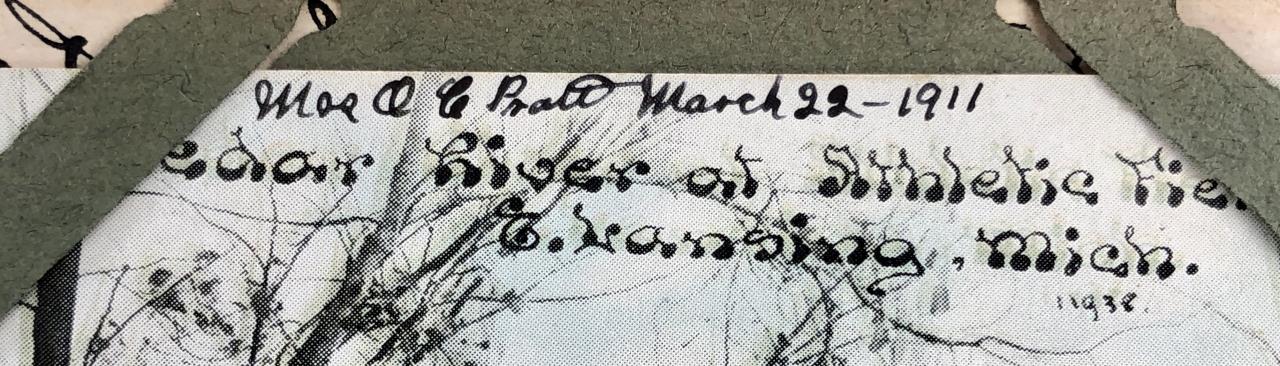 Mrs O C Pratt March 22-1911
edar River at Athletic Fie
E. Lansing, Mich.
11938.